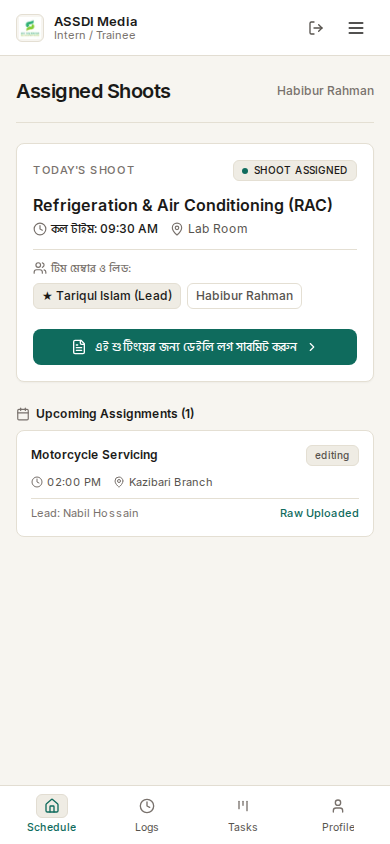 ASSDI Media
Intern / Trainee
Assigned Shoots
Habibur Rahman
TODAY'S SHOOT
SHOOT ASSIGNED
Refrigeration & Air Conditioning (RAC)
কল টাইম: 09:30 AM
Lab Room
টিম মেম্বার ও লিড:
★ Tariqul Islam (Lead)
Habibur Rahman
এই শুটিংয়ের জন্য ডেইলি লগ সাবমিট করুন
Upcoming Assignments (1)
Motorcycle Servicing
editing
02:00 PM
Kazibari Branch
Lead: Nabil Hossain
Raw Uploaded
Schedule
Logs
Tasks
Profile